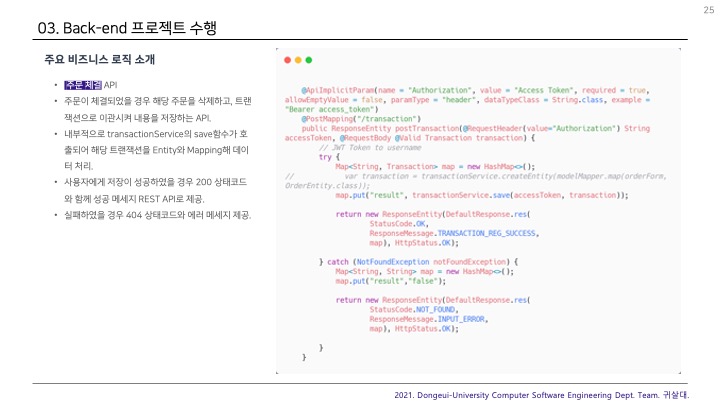 25
03. Back-end 프로젝트 수행
주요 비즈니스 로직 소개
• 주문 체결 API
• 주문이 체결되었을 경우 해당 주문을 삭제하고, 트랜
잭션으로 이관시켜 내용을 저장하는 API.
• 내부적으로 transactionService의 save함수가 호
출되어 해당 트랜잭션을 Entity와 Mapping해 데이
터 처리.
• 사용자에게 저장이 성공하였을 경우 200 상태코드
와 함께 성공 메세지 REST API로 제공.
• 실패하였을 경우 404 상태코드와 에러 메세지 제공.
@ApiImplicitParam(name = "Authorization", value = "Access Token", required = true,
allowEmptyValue = false, paramType = "header", dataTypeClass = String.class, example =
"Bearer access_token")
@PostMapping("/transaction")
public ResponseEntity postTransaction(@RequestHeader(value="Authorization") String
accessToken, @RequestBody @Valid Transaction transaction) {
// JWT Token to username
try {
Map<String, Transaction> map = new HashMap<>();
// var transaction = transactionService.createEntity(modelMapper.map(orderForm,
OrderEntity.class));
map.put("result", transactionService.save(accessToken, transaction));
return new ResponseEntity(DefaultResponse.res(
StatusCode.OK,
ResponseMessage.TRANSACTION_REG_SUCCESS,
map), HttpStatus.OK);
} catch (NotFoundException notFoundException) {
Map<String, String> map = new HashMap<>();
map.put("result","false");
return new ResponseEntity(DefaultResponse.res(
StatusCode.NOT_FOUND,
ResponseMessage.INPUT_ERROR,
map), HttpStatus.OK);
}
}
2021. Dongeui-University Computer Software Engineering Dept. Team. 귀살대.